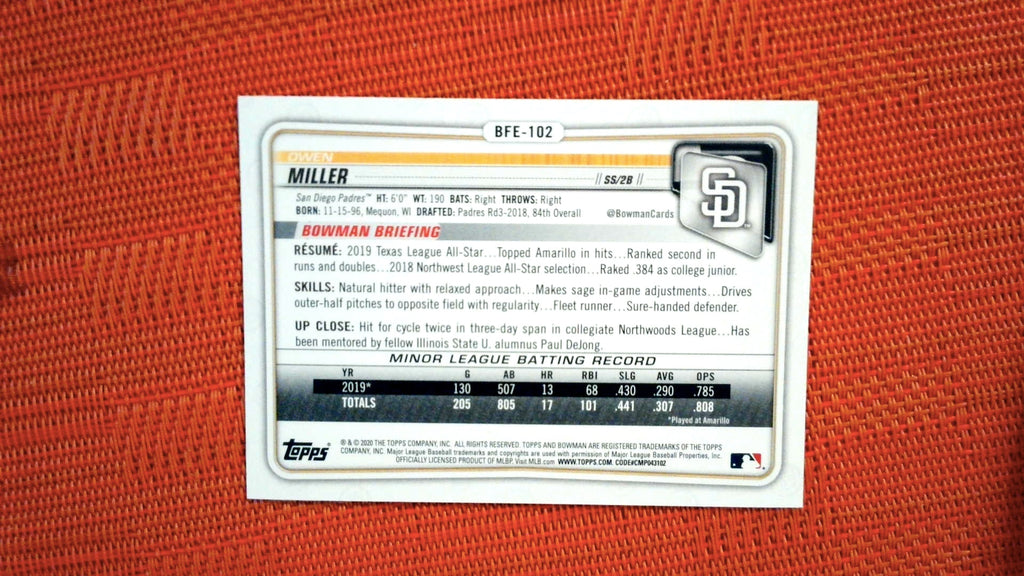 BFE-102
OWEN
MILLER // SS/2B //
SD
San Diego Padres™ HT: 6'0" WT: 190 BATS: Right THROWS: Right
BORN: 11-15-96, Mequon, WI DRAFTED: Padres Rd3-2018, 84th Overall @BowmanCards
BOWMAN BRIEFING
RÉSUMÉ: 2019 Texas League All-Star...Topped Amarillo in hits...Ranked second in
runs and doubles...2018 Northwest League All-Star selection...Raked .384 as college junior.
SKILLS: Natural hitter with relaxed approach...Makes sage in-game adjustments...Drives
outer-half pitches to opposite field with regularity...Fleet runner...Sure-handed defender.
UP CLOSE: Hit for cycle twice in three-day span in collegiate Northwoods League...Has
been mentored by fellow Illinois State U. alumnus Paul DeJong.
MINOR LEAGUE BATTING RECORD
YR G AB HR RBI SLG AVG OPS
2019* 130 507 13 68 .430 .290 .785
TOTALS 205 805 17 101 .441 .307 .808
*Played at Amarillo
Topps
® & © 2020 THE TOPPS COMPANY, INC. ALL RIGHTS RESERVED. TOPPS AND BOWMAN ARE REGISTERED TRADEMARKS OF THE TOPPS
COMPANY, INC. Major League Baseball trademarks and copyrights are used with permission of Major League Baseball Properties, Inc.
OFFICIALLY LICENSED PRODUCT OF MLBP. Visit MLB.com WWW.TOPPS.COM. CODE#CMP043102